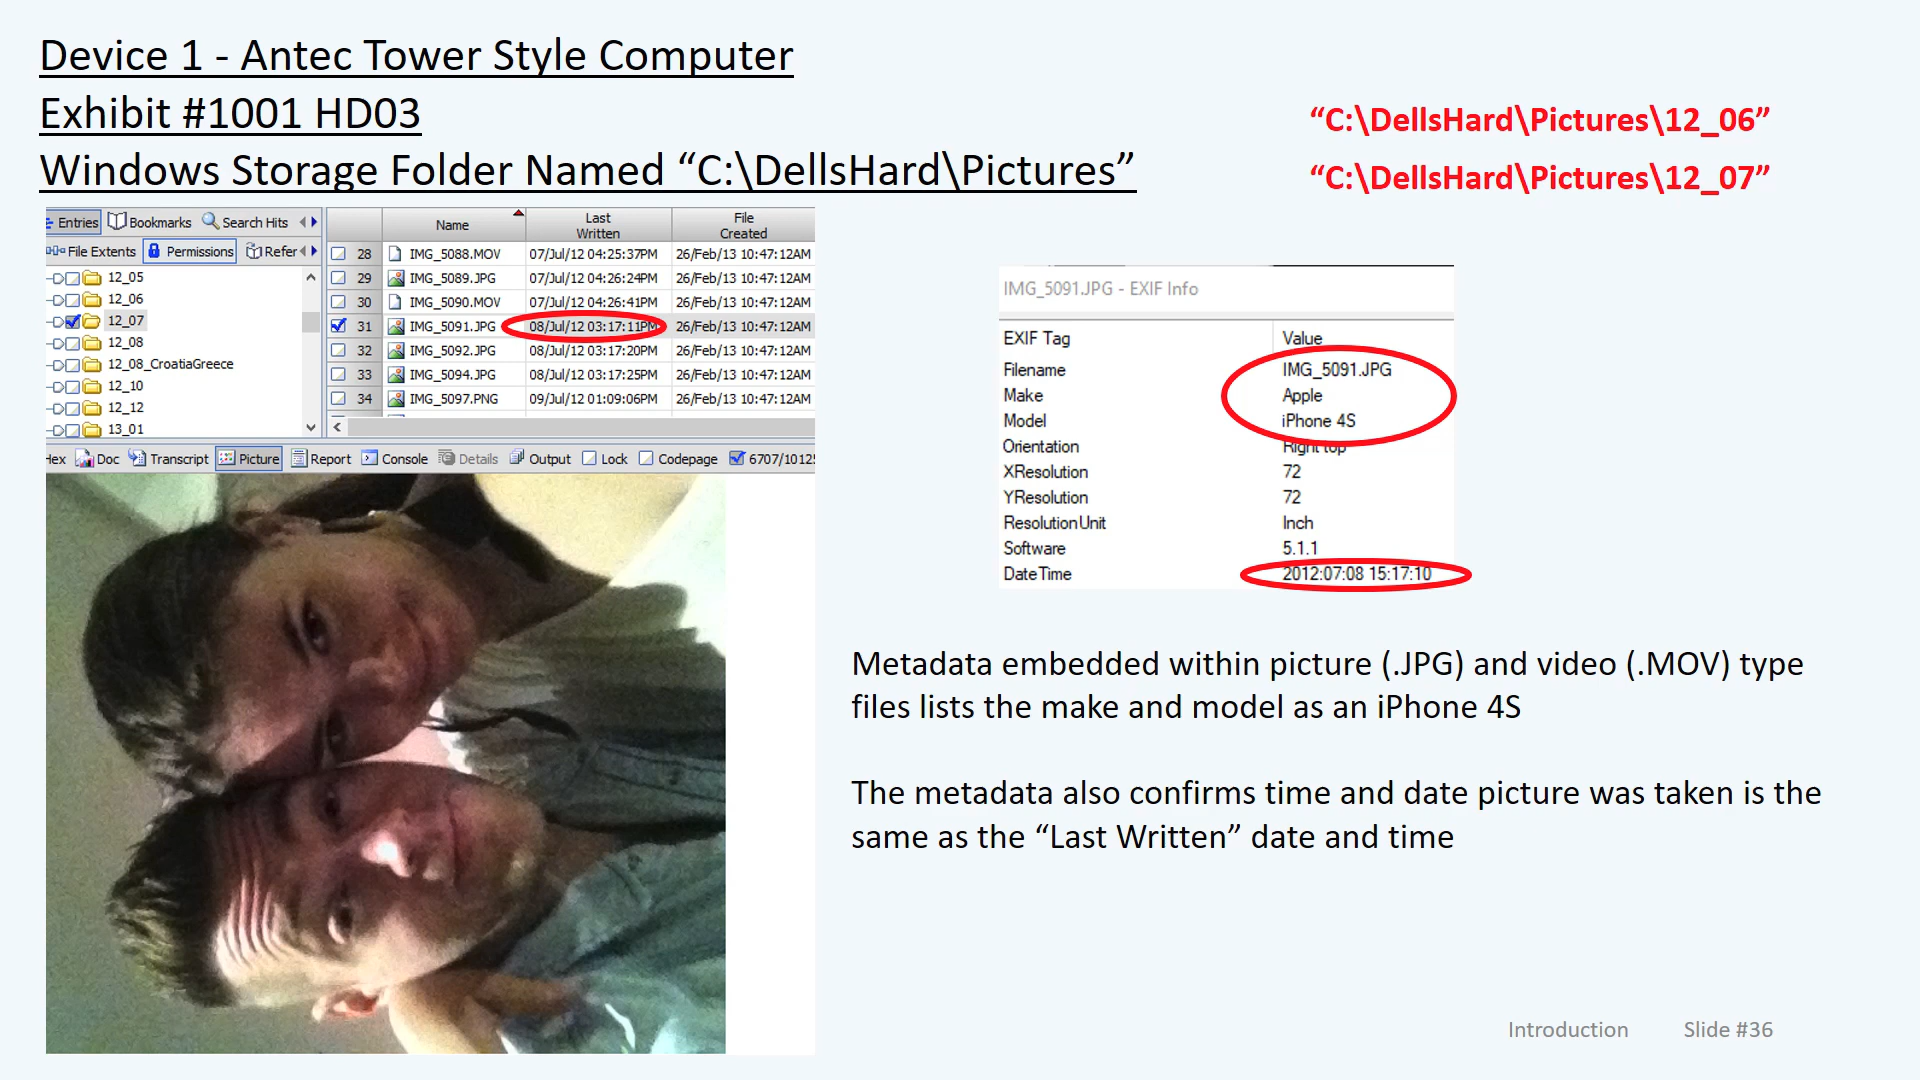 Device 1 - Antec Tower Style Computer
Exhibit #1001 HD03
Windows Storage Folder Named “C:\DellsHard\Pictures”
“C:\DellsHard\Pictures\12_06”
“C:\DellsHard\Pictures\12_07”
Entries Bookmarks Search Hits
File Extents Permissions Refer
12_05
12_06
12_07
12_08
12_08_CroatiaGreece
12_10
12_12
13_01
Name Last Written File Created
28 IMG_5088.MOV 07/Jul/12 04:25:37PM 26/Feb/13 10:47:12AM
29 IMG_5089.JPG 07/Jul/12 04:26:24PM 26/Feb/13 10:47:12AM
30 IMG_5090.MOV 07/Jul/12 04:26:41PM 26/Feb/13 10:47:12AM
31 IMG_5091.JPG 08/Jul/12 03:17:11PM 26/Feb/13 10:47:12AM
32 IMG_5092.JPG 08/Jul/12 03:17:20PM 26/Feb/13 10:47:12AM
33 IMG_5094.JPG 08/Jul/12 03:17:25PM 26/Feb/13 10:47:12AM
34 IMG_5097.PNG 09/Jul/12 01:09:06PM 26/Feb/13 10:47:12AM
Hex Doc Transcript Picture Report Console Details Output Lock Codepage 6707/1012
IMG_5091.JPG - EXIF Info
EXIF Tag Value
Filename IMG_5091.JPG
Make Apple
Model iPhone 4S
Orientation Right top
XResolution 72
YResolution 72
ResolutionUnit Inch
Software 5.1.1
DateTime 2012:07:08 15:17:10
Metadata embedded within picture (.JPG) and video (.MOV) type
files lists the make and model as an iPhone 4S
The metadata also confirms time and date picture was taken is the
same as the “Last Written” date and time
Introduction Slide #36